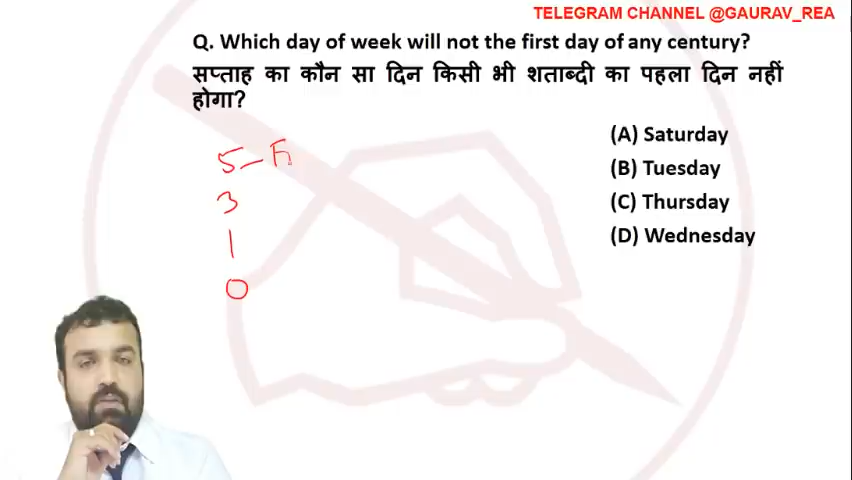 TELEGRAM CHANNEL @GAURAV_REA
Q. Which day of week will not the first day of any century?
सप्ताह का कौन सा दिन किसी भी शताब्दी का पहला दिन नहीं
होगा?
(A) Saturday
(B) Tuesday
(C) Thursday
(D) Wednesday
5 – Fr
3
1
0